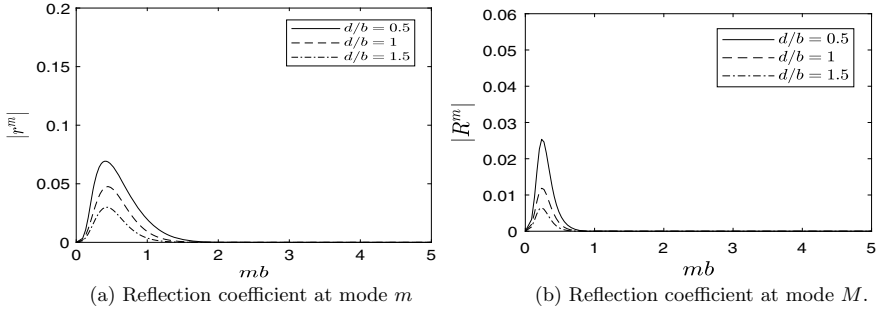 0.2
0.15
0.1
0.05
0
|r^m|
d/b = 0.5
d/b = 1
d/b = 1.5
0 1 2 3 4 5
mb
(a) Reflection coefficient at mode m
0.06
0.05
0.04
0.03
0.02
0.01
0
|R^m|
d/b = 0.5
d/b = 1
d/b = 1.5
0 1 2 3 4 5
mb
(b) Reflection coefficient at mode M.